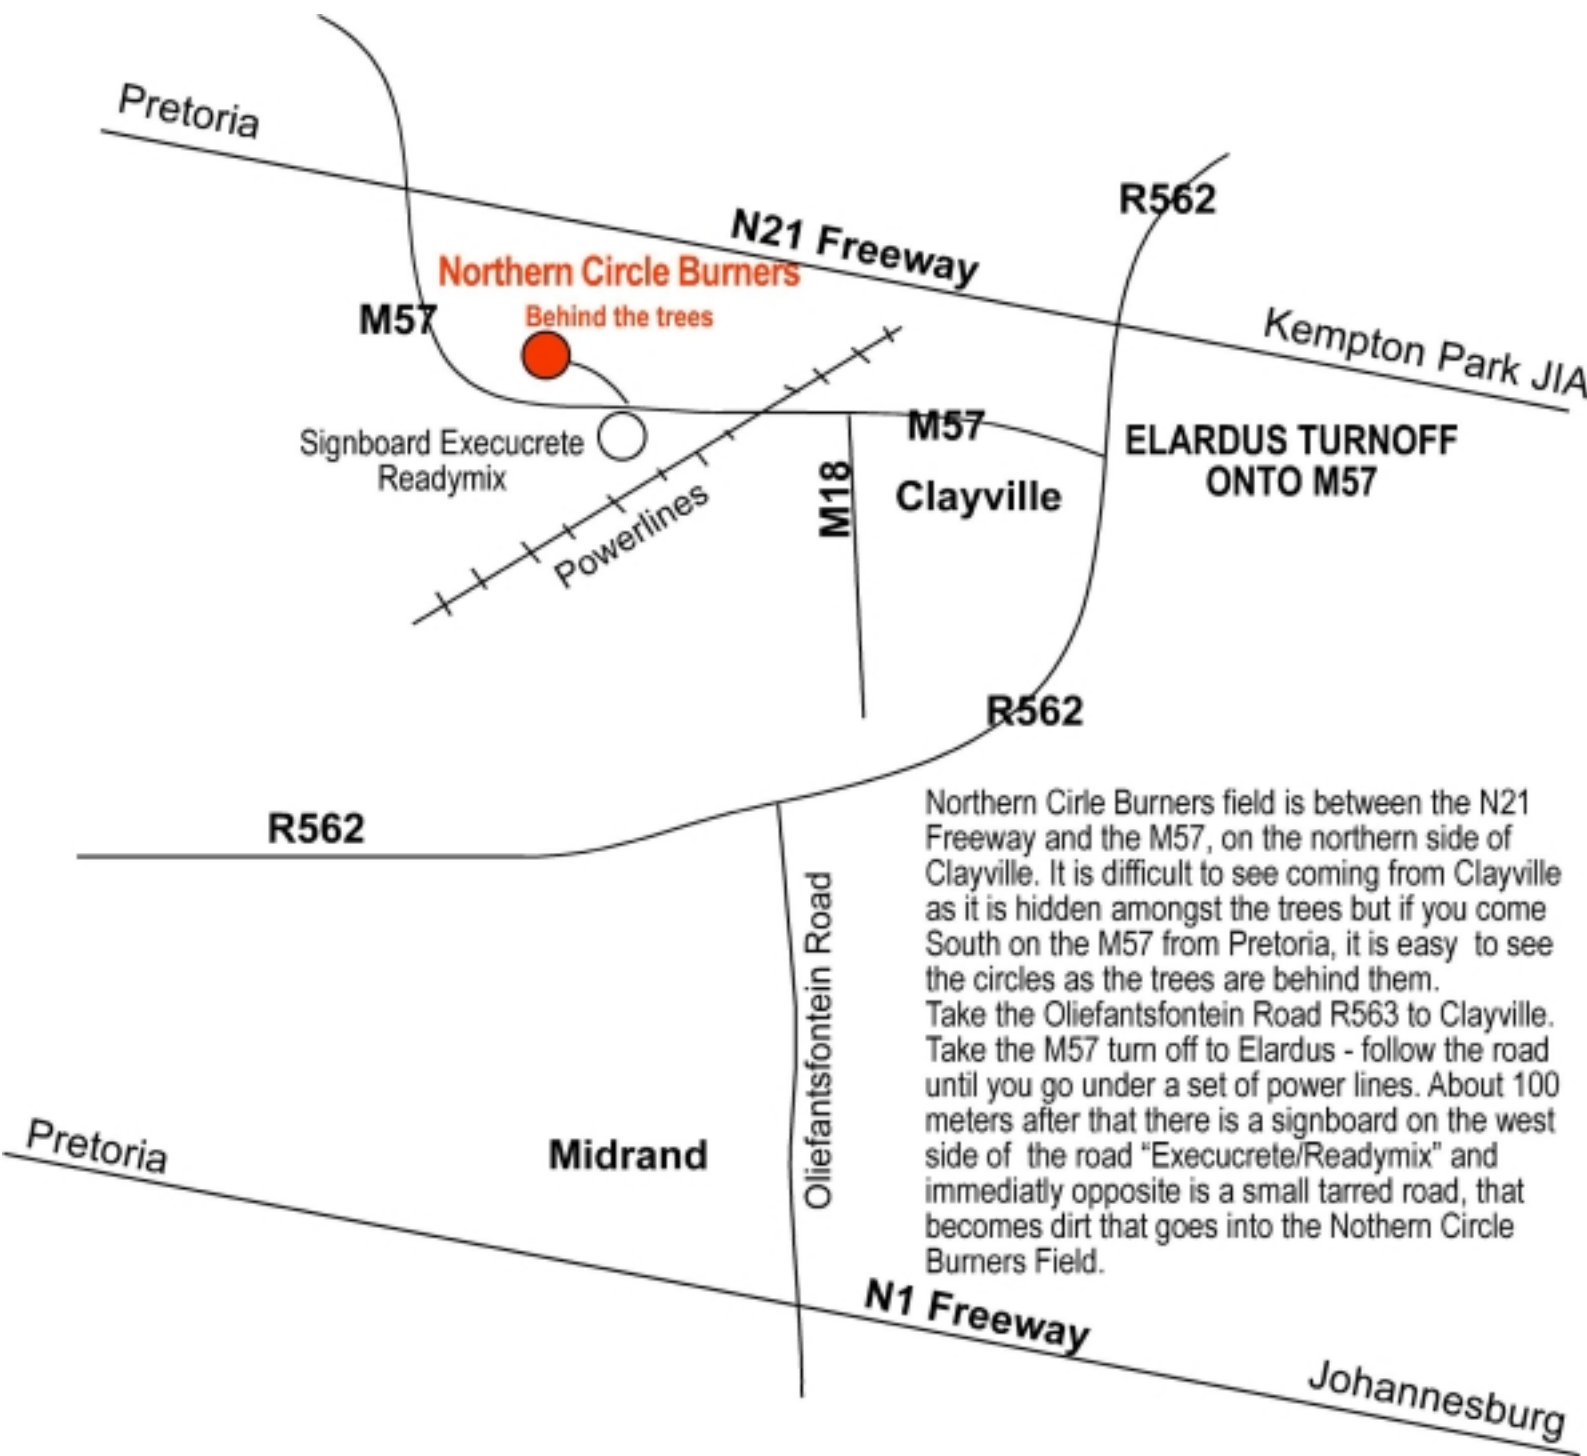 Pretoria
R562
N21 Freeway
Northern Circle Burners
Behind the trees
M57
Kempton Park JIA
Signboard Execucrete
Readymix
M57
ELARDUS TURNOFF
ONTO M57
M18
Clayville
Powerlines
R562
R562
Northern Cirle Burners field is between the N21
Freeway and the M57, on the northern side of
Clayville. It is difficult to see coming from Clayville
as it is hidden amongst the trees but if you come
South on the M57 from Pretoria, it is easy  to see
the circles as the trees are behind them.
Take the Oliefantsfontein Road R563 to Clayville.
Take the M57 turn off to Elardus - follow the road
until you go under a set of power lines. About 100
meters after that there is a signboard on the west
side of  the road “Execucrete/Readymix” and
immediatly opposite is a small tarred road, that
becomes dirt that goes into the Nothern Circle
Burners Field.
Oliefantsfontein Road
Pretoria
Midrand
N1 Freeway
Johannesburg